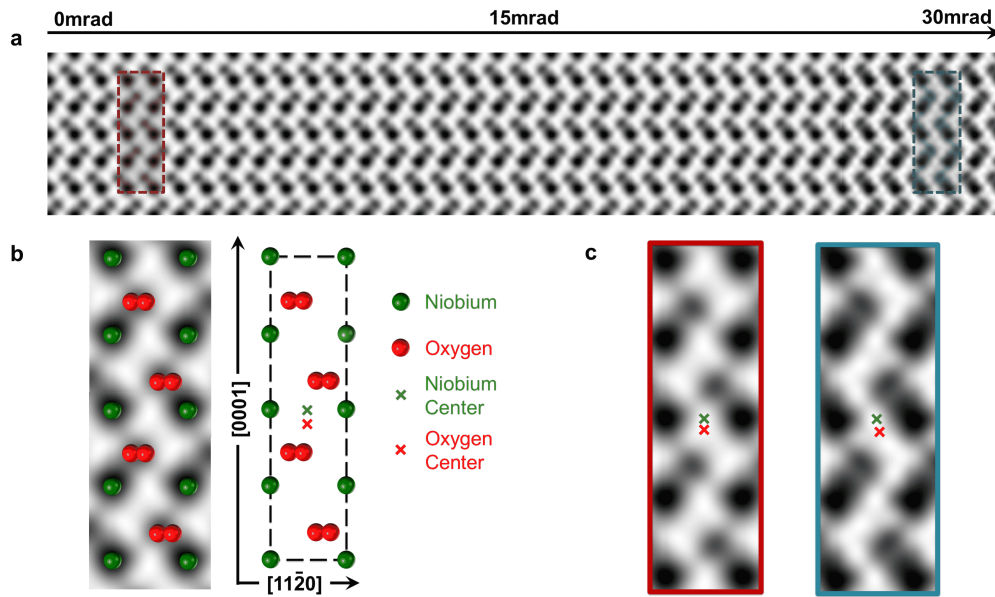 0mrad 15mrad 30mrad
a
b
[0001]
[112̄0]
Niobium
Oxygen
Niobium
Center
Oxygen
Center
c